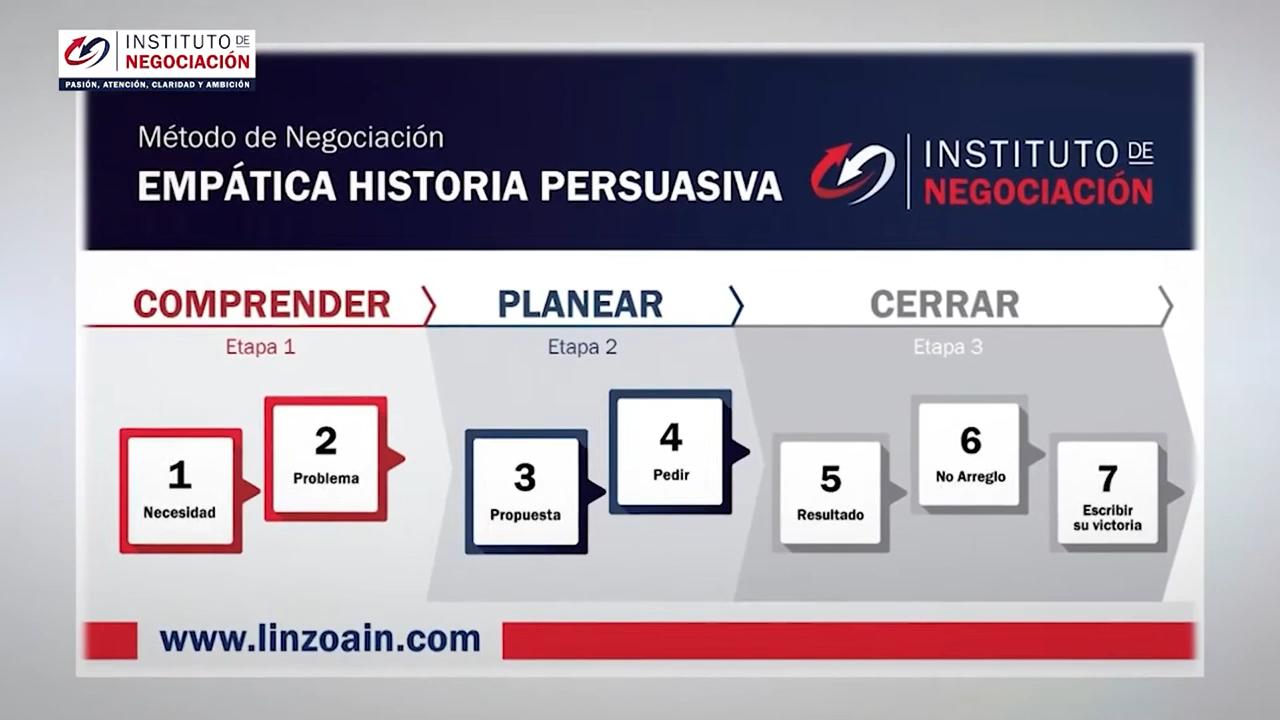 INSTITUTO DE
NEGOCIACIÓN
PASIÓN, ATENCIÓN, CLARIDAD Y AMBICIÓN
Método de Negociación
EMPÁTICA HISTORIA PERSUASIVA
INSTITUTO DE
NEGOCIACIÓN
COMPRENDER
Etapa 1
PLANEAR
Etapa 2
CERRAR
Etapa 3
1
Necesidad
2
Problema
3
Propuesta
4
Pedir
5
Resultado
6
No Arreglo
7
Escribir
su victoria
www.linzoain.com